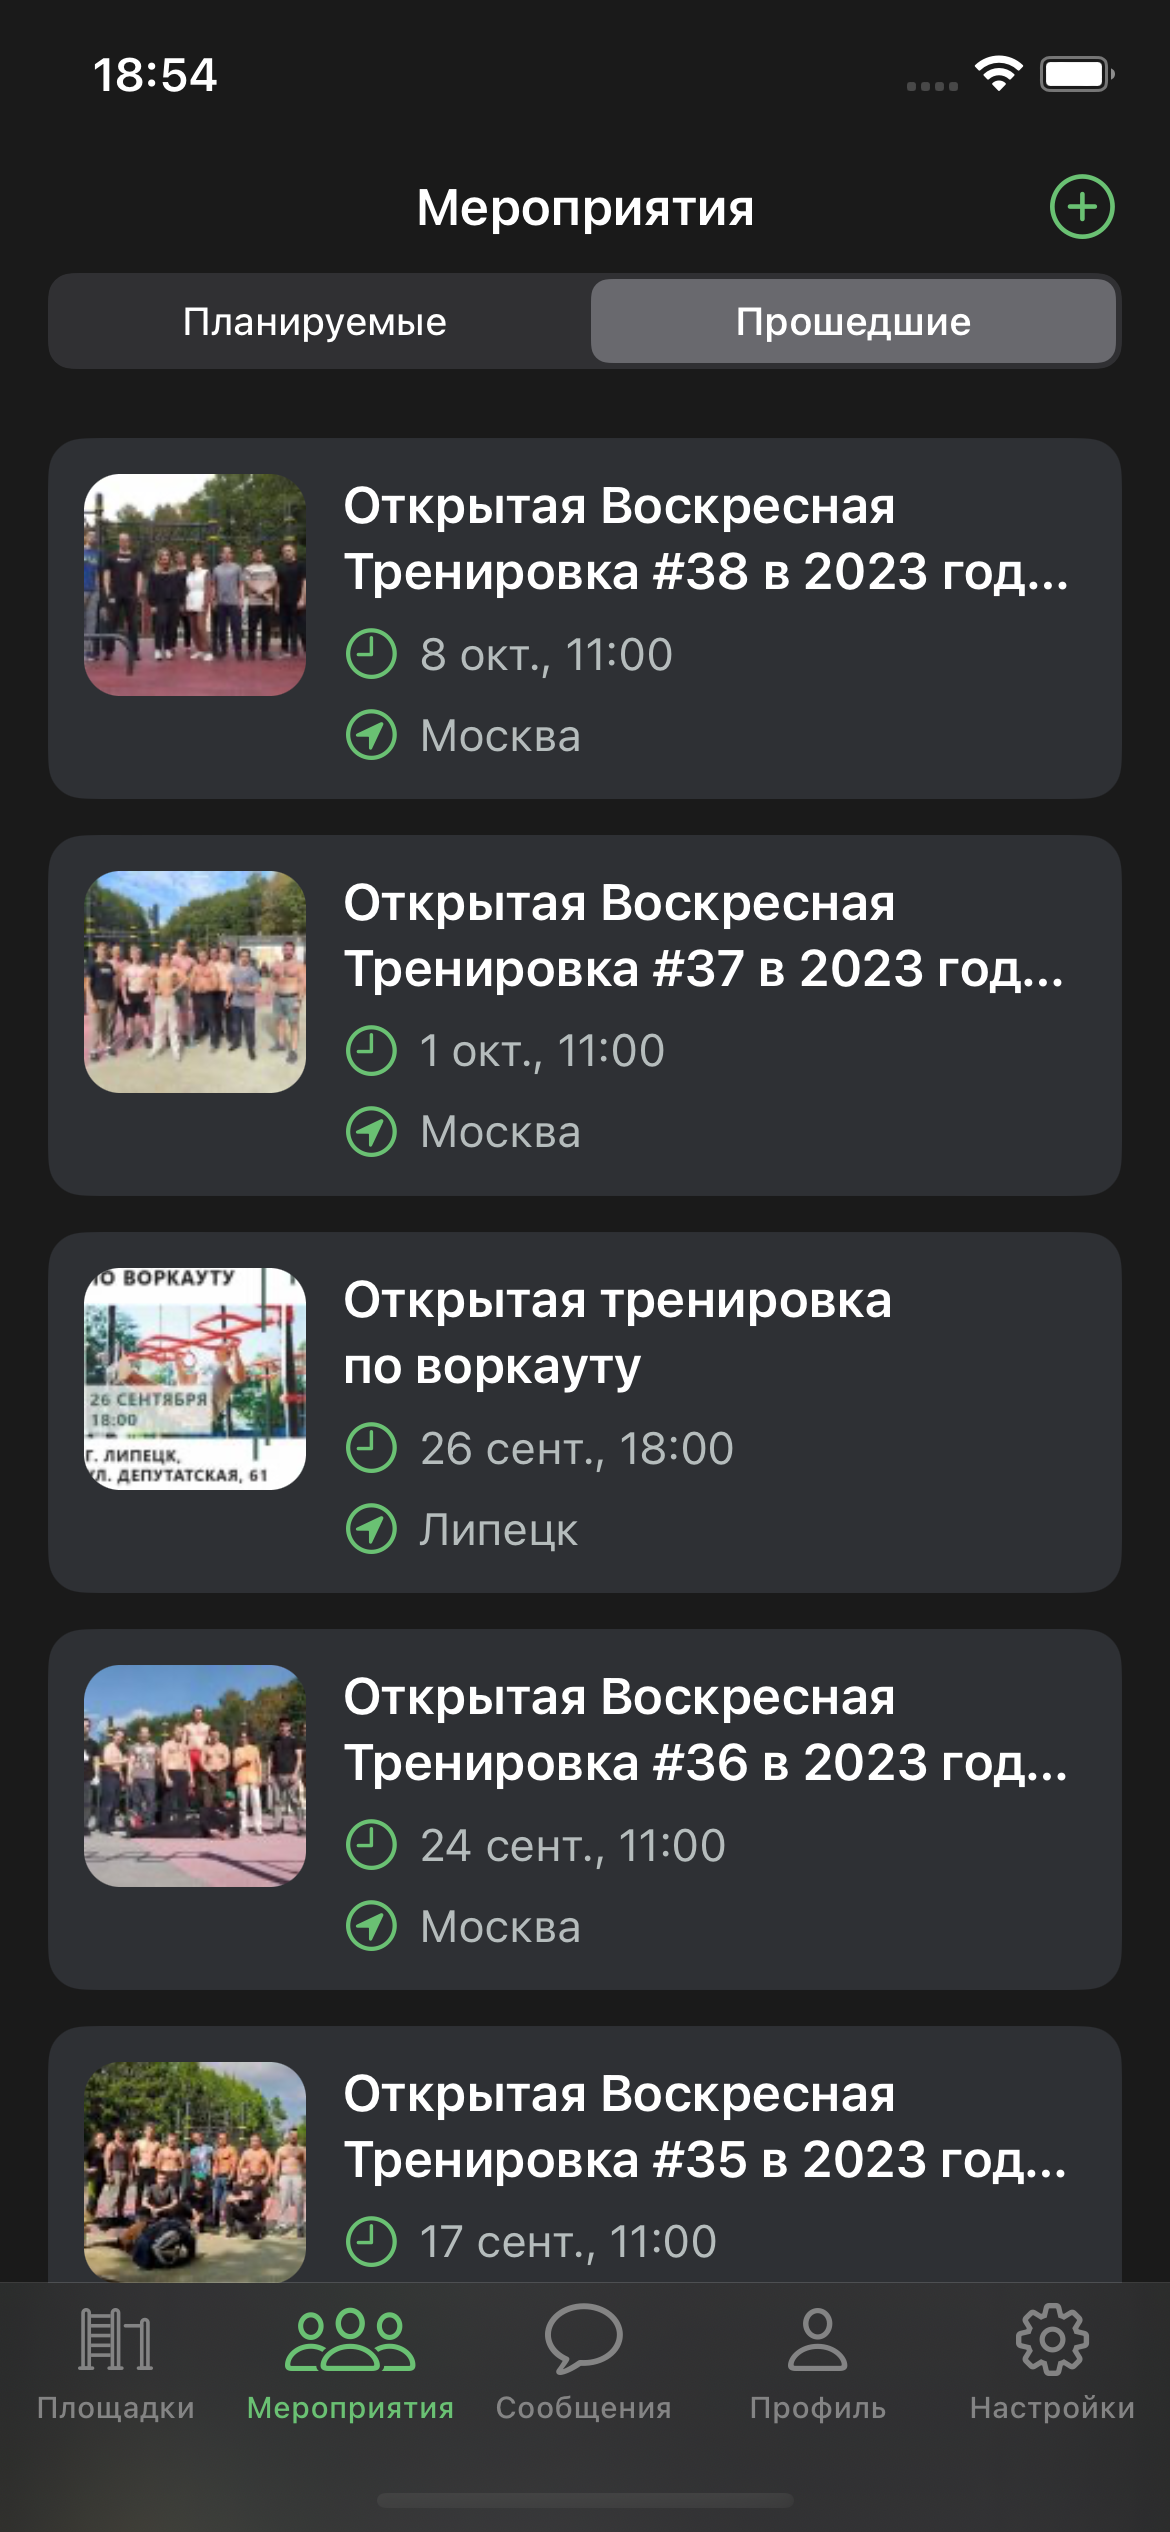 18:54
Мероприятия
Планируемые
Прошедшие
Открытая Воскресная
Тренировка #38 в 2023 год...
8 окт., 11:00
Москва
Открытая Воскресная
Тренировка #37 в 2023 год...
1 окт., 11:00
Москва
ПО ВОРКАУТУ
26 СЕНТЯБРЯ
18:00
Г. ЛИПЕЦК,
УЛ. ДЕПУТАТСКАЯ, 61
Открытая тренировка
по воркауту
26 сент., 18:00
Липецк
Открытая Воскресная
Тренировка #36 в 2023 год...
24 сент., 11:00
Москва
Открытая Воскресная
Тренировка #35 в 2023 год...
17 сент., 11:00
Площадки
Мероприятия
Сообщения
Профиль
Настройки